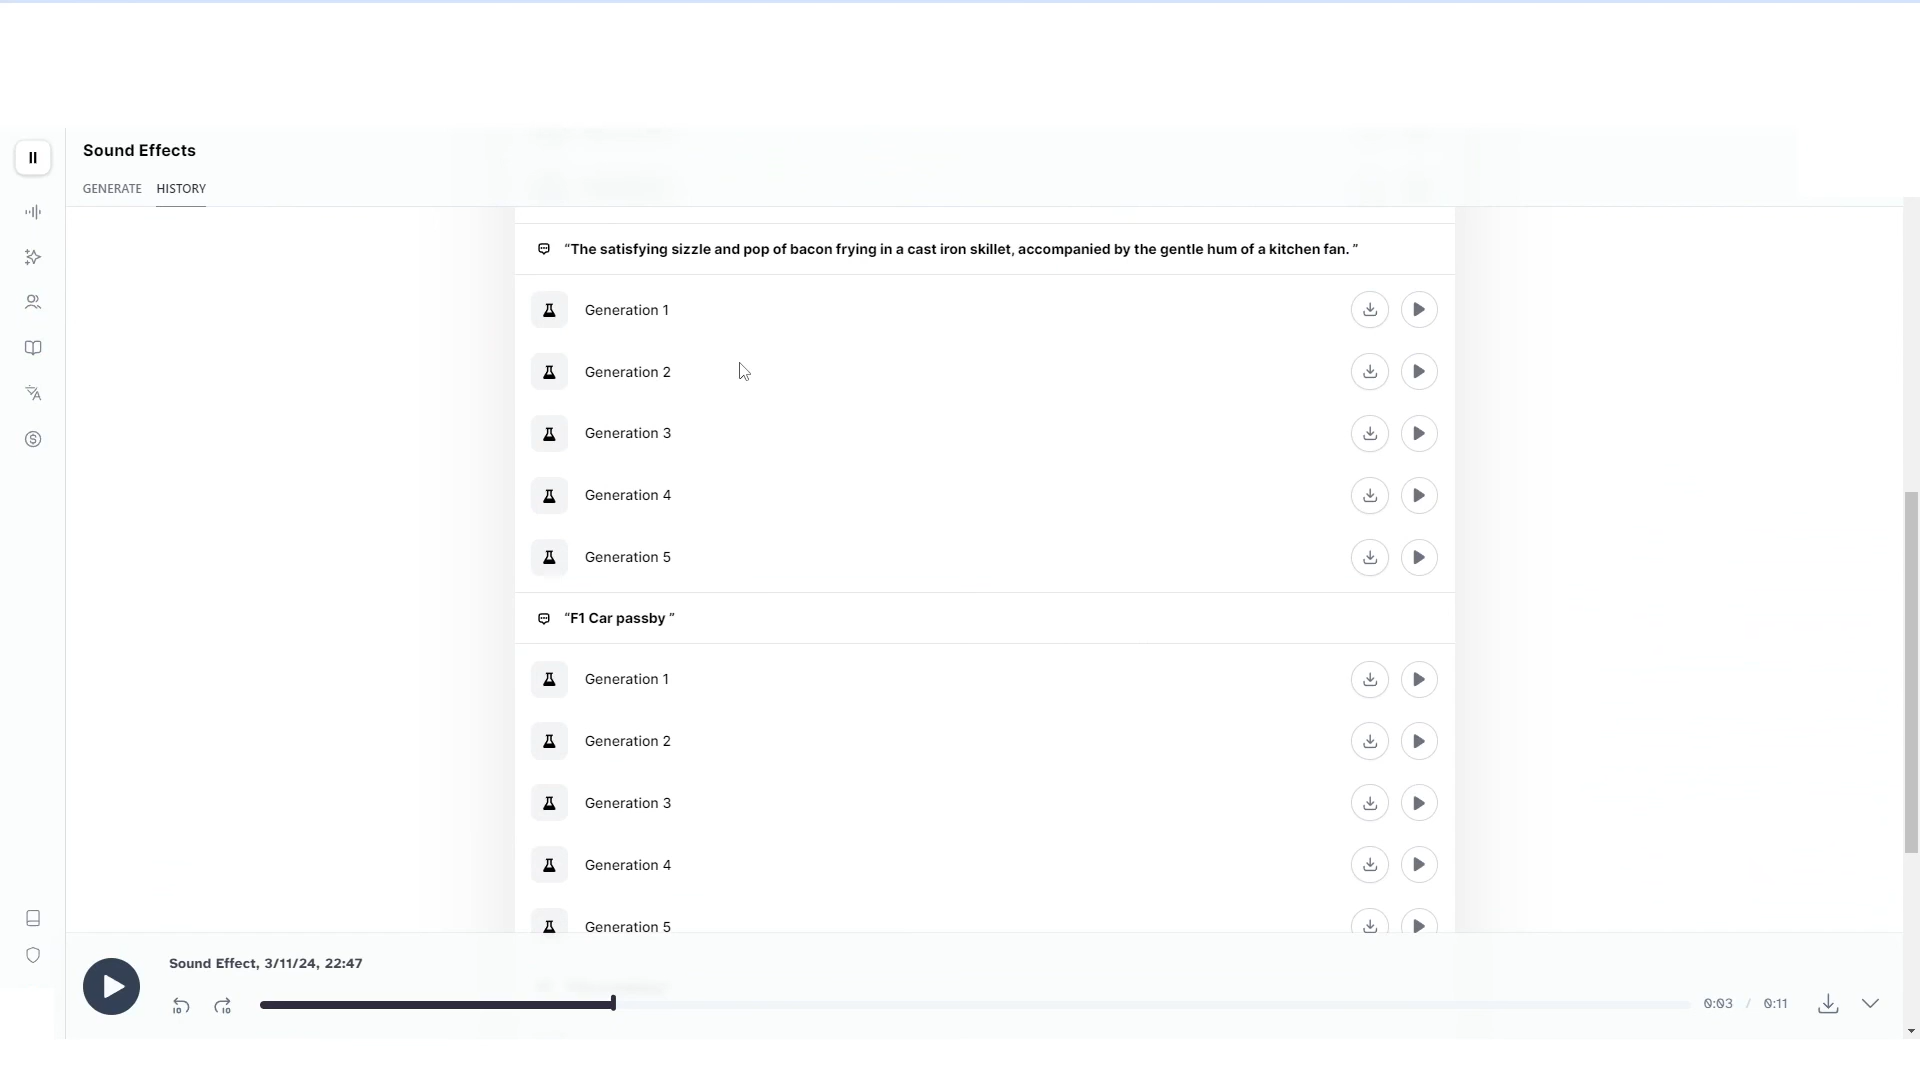 Sound Effects
GENERATE HISTORY
“The satisfying sizzle and pop of bacon frying in a cast iron skillet, accompanied by the gentle hum of a kitchen fan. ”
Generation 1
Generation 2
Generation 3
Generation 4
Generation 5
“F1 Car passby ”
Generation 1
Generation 2
Generation 3
Generation 4
Generation 5
Sound Effect, 3/11/24, 22:47
10 10 0:03 / 0:11